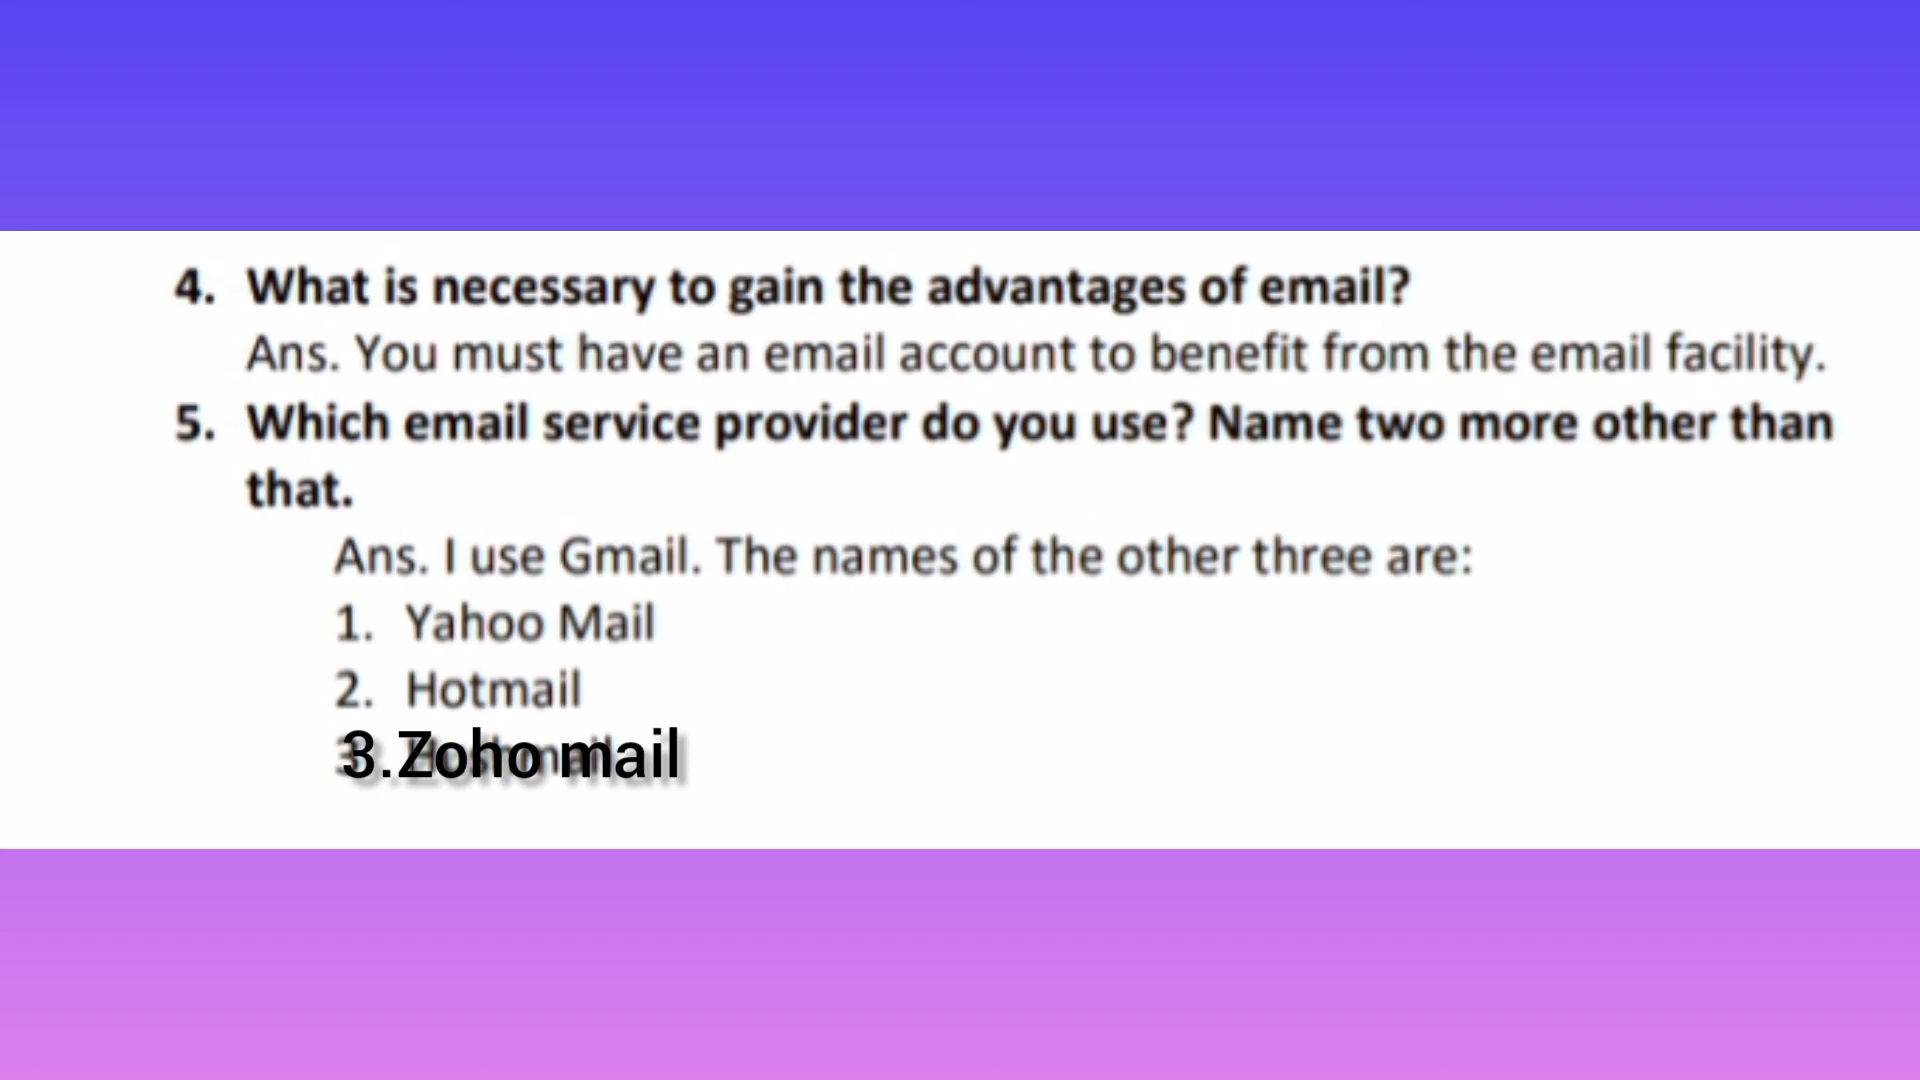 4. What is necessary to gain the advantages of email?
Ans. You must have an email account to benefit from the email facility.
5. Which email service provider do you use? Name two more other than
that.
Ans. I use Gmail. The names of the other three are:
1. Yahoo Mail
2. Hotmail
3.Zoho mail